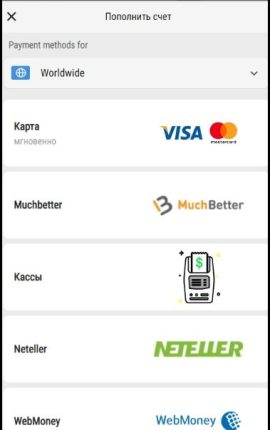 Пополнить счет
Payment methods for
Worldwide
Карта
мгновенно
VISA
mastercard
Muchbetter
MuchBetter
Кассы
$
Neteller
NETELLER
WebMoney
WebMoney